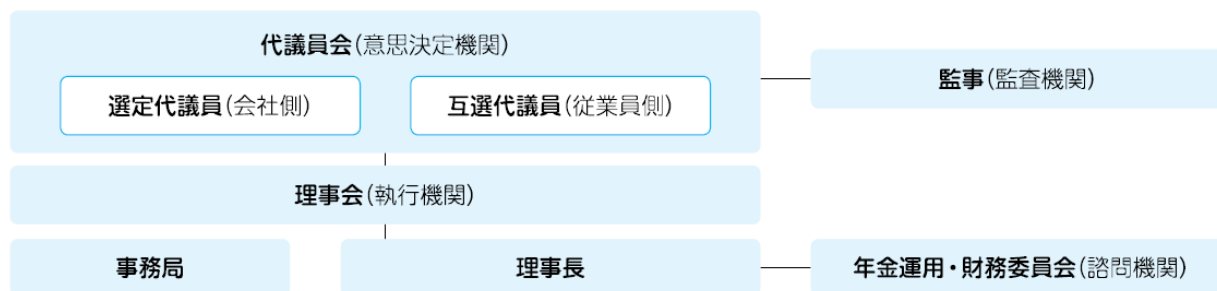 代議員会(意思決定機関)
選定代議員(会社側)
互選代議員(従業員側)
監事(監査機関)
理事会(執行機関)
事務局
理事長
年金運用・財務委員会(諮問機関)